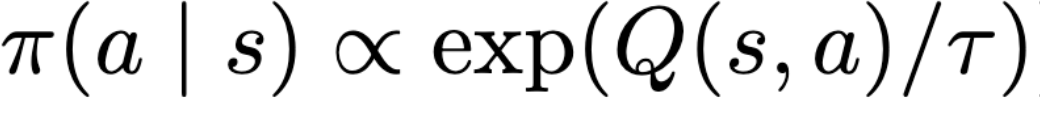 π(a | s) ∝ exp(Q(s, a)/τ)